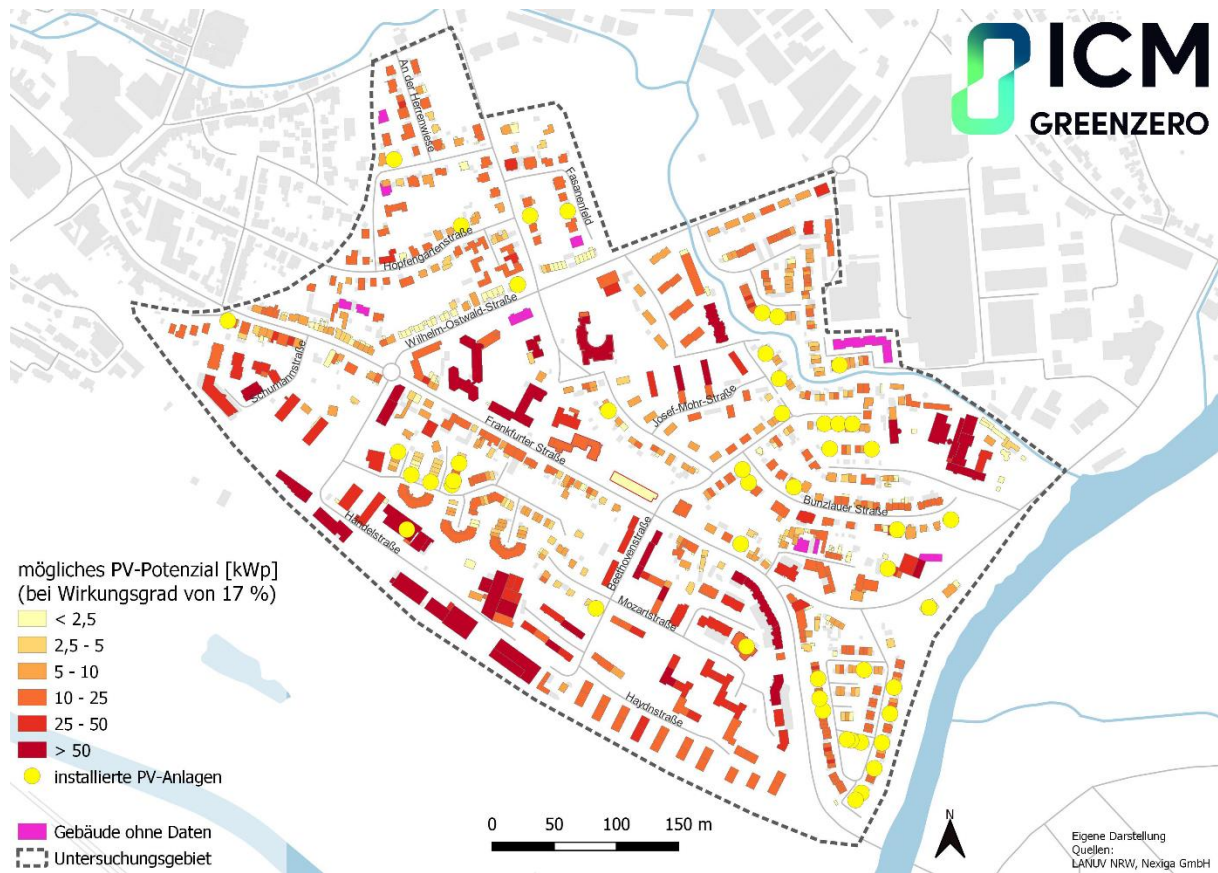 ICM
GREENZERO
An der Herrenwiese
Fasanenfeld
Hopfengartenstraße
Wilhelm-Ostwald-Straße
Schumannstraße
Josef-Mohr-Straße
Frankfurter Straße
Bunzlauer Straße
Händelstraße
Beethovenstraße
Mozartstraße
Haydnstraße
mögliches PV-Potenzial [kWp]
(bei Wirkungsgrad von 17 %)
< 2,5
2,5 - 5
5 - 10
10 - 25
25 - 50
> 50
installierte PV-Anlagen
Gebäude ohne Daten
Untersuchungsgebiet
0 50 100 150 m
N
Eigene Darstellung
Quellen:
LANUV NRW, Nexiga GmbH